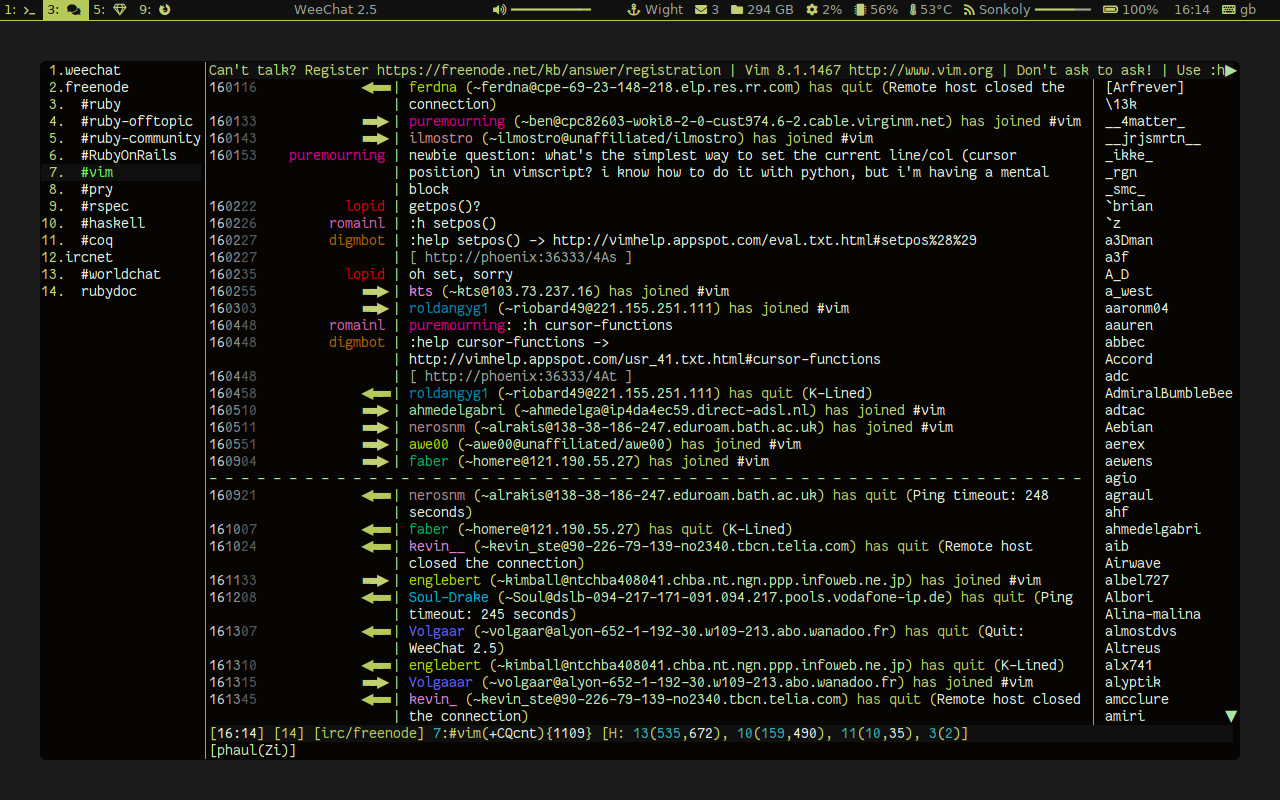 1: 3: 5: 9: WeeChat 2.5 Wight 3 294 GB 2% 56% 53°C Sonkoly 100% 16:14 gb
1.weechat
2.freenode
3. #ruby
4. #ruby-offtopic
5. #ruby-community
6. #RubyOnRails
7. #vim
8. #pry
9. #rspec
10. #haskell
11. #coq
12.ircnet
13. #worldchat
14. rubydoc
Can't talk? Register https://freenode.net/kb/answer/registration | Vim 8.1.1467 http://www.vim.org | Don't ask to ask! | Use :h
160116 | ferdna (~ferdna@cpe-69-23-148-218.elp.res.rr.com) has quit (Remote host closed the
| connection)
160133 | puremourning (~ben@cpc82603-woki8-2-0-cust974.6-2.cable.virginm.net) has joined #vim
160143 | ilmostro (~ilmostro@unaffiliated/ilmostro) has joined #vim
160153 puremourning | newbie question: what's the simplest way to set the current line/col (cursor
| position) in vimscript? i know how to do it with python, but i'm having a mental
| block
160222 lopid | getpos()?
160226 romainl | :h setpos()
160227 digmbot | :help setpos() -> http://vimhelp.appspot.com/eval.txt.html#setpos%28%29
160227 | [ http://phoenix:36333/4As ]
160235 lopid | oh set, sorry
160255 | kts (~kts@103.73.237.16) has joined #vim
160303 | roldangyg1 (~riobard49@221.155.251.111) has joined #vim
160448 romainl | puremourning: :h cursor-functions
160448 digmbot | :help cursor-functions ->
| http://vimhelp.appspot.com/usr_41.txt.html#cursor-functions
160448 | [ http://phoenix:36333/4At ]
160458 | roldangyg1 (~riobard49@221.155.251.111) has quit (K-Lined)
160510 | ahmedelgabri (~ahmedelga@ip4da4ec59.direct-adsl.nl) has joined #vim
160511 | nerosnm (~alrakis@138-38-186-247.eduroam.bath.ac.uk) has joined #vim
160551 | awe00 (~awe00@unaffiliated/awe00) has joined #vim
160904 | faber (~homere@121.190.55.27) has joined #vim
160921 | nerosnm (~alrakis@138-38-186-247.eduroam.bath.ac.uk) has quit (Ping timeout: 248
| seconds)
161007 | faber (~homere@121.190.55.27) has quit (K-Lined)
161024 | kevin__ (~kevin_ste@90-226-79-139-no2340.tbcn.telia.com) has quit (Remote host
| closed the connection)
161133 | englebert (~kimball@ntchba408041.chba.nt.ngn.ppp.infoweb.ne.jp) has joined #vim
161208 | Soul-Drake (~Soul@dslb-094-217-171-091.094.217.pools.vodafone-ip.de) has quit (Ping
| timeout: 245 seconds)
161307 | Volgaar (~volgaar@alyon-652-1-192-30.w109-213.abo.wanadoo.fr) has quit (Quit:
| WeeChat 2.5)
161310 | englebert (~kimball@ntchba408041.chba.nt.ngn.ppp.infoweb.ne.jp) has quit (K-Lined)
161315 | Volgaaar (~volgaar@alyon-652-1-192-30.w109-213.abo.wanadoo.fr) has joined #vim
161345 | kevin_ (~kevin_ste@90-226-79-139-no2340.tbcn.telia.com) has quit (Remote host closed
| the connection)
[16:14] [14] [irc/freenode] 7:#vim(+CQcnt){1109} [H: 13(535,672), 10(159,490), 11(10,35), 3(2)]
[phaul(Zi)]
[Arfrever]
\13k
__4matter_
__jrjsmrtn__
_ikke_
_rgn
_smc_
`brian
`z
a3Dman
a3f
A_D
a_west
aaronm04
aauren
abbec
Accord
adc
AdmiralBumbleBee
adtac
Aebian
aerex
aewens
agio
agraul
ahf
ahmedelgabri
aib
Airwave
albel727
Albori
Alina-malina
almostdvs
Altreus
alx741
alyptik
amcclure
amiri